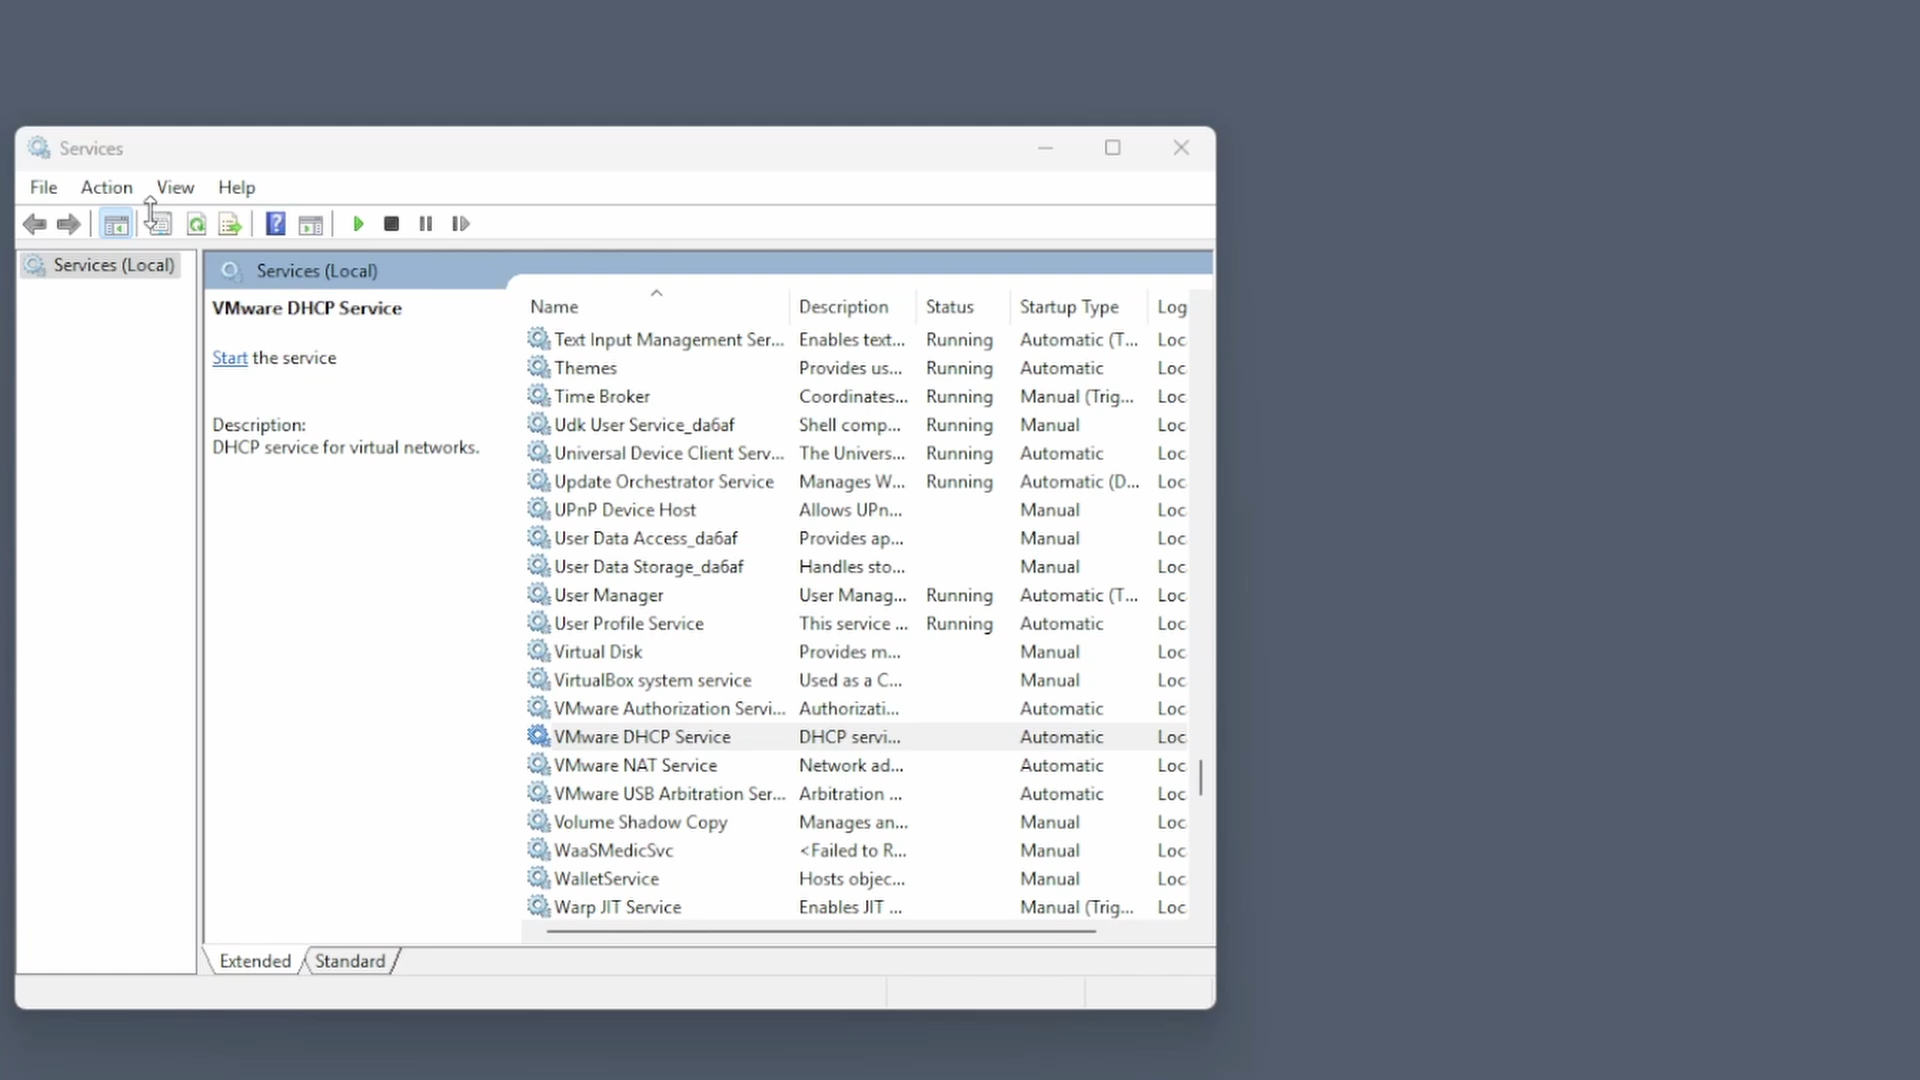 Services
File Action View Help
Services (Local)
Services (Local)
VMware DHCP Service
Start the service
Description:
DHCP service for virtual networks.
Name Description Status Startup Type Log
Text Input Management Ser... Enables text... Running Automatic (T... Loc
Themes Provides us... Running Automatic Loc
Time Broker Coordinates... Running Manual (Trig... Loc
Udk User Service_da6af Shell comp... Running Manual Loc
Universal Device Client Serv... The Univers... Running Automatic Loc
Update Orchestrator Service Manages W... Running Automatic (D... Loc
UPnP Device Host Allows UPn... Manual Loc
User Data Access_da6af Provides ap... Manual Loc
User Data Storage_da6af Handles sto... Manual Loc
User Manager User Manag... Running Automatic (T... Loc
User Profile Service This service ... Running Automatic Loc
Virtual Disk Provides m... Manual Loc
VirtualBox system service Used as a C... Manual Loc
VMware Authorization Servi... Authorizati... Automatic Loc
VMware DHCP Service DHCP servi... Automatic Loc
VMware NAT Service Network ad... Automatic Loc
VMware USB Arbitration Ser... Arbitration ... Automatic Loc
Volume Shadow Copy Manages an... Manual Loc
WaaSMedicSvc <Failed to R... Manual Loc
WalletService Hosts objec... Manual Loc
Warp JIT Service Enables JIT ... Manual (Trig... Loc
Extended Standard